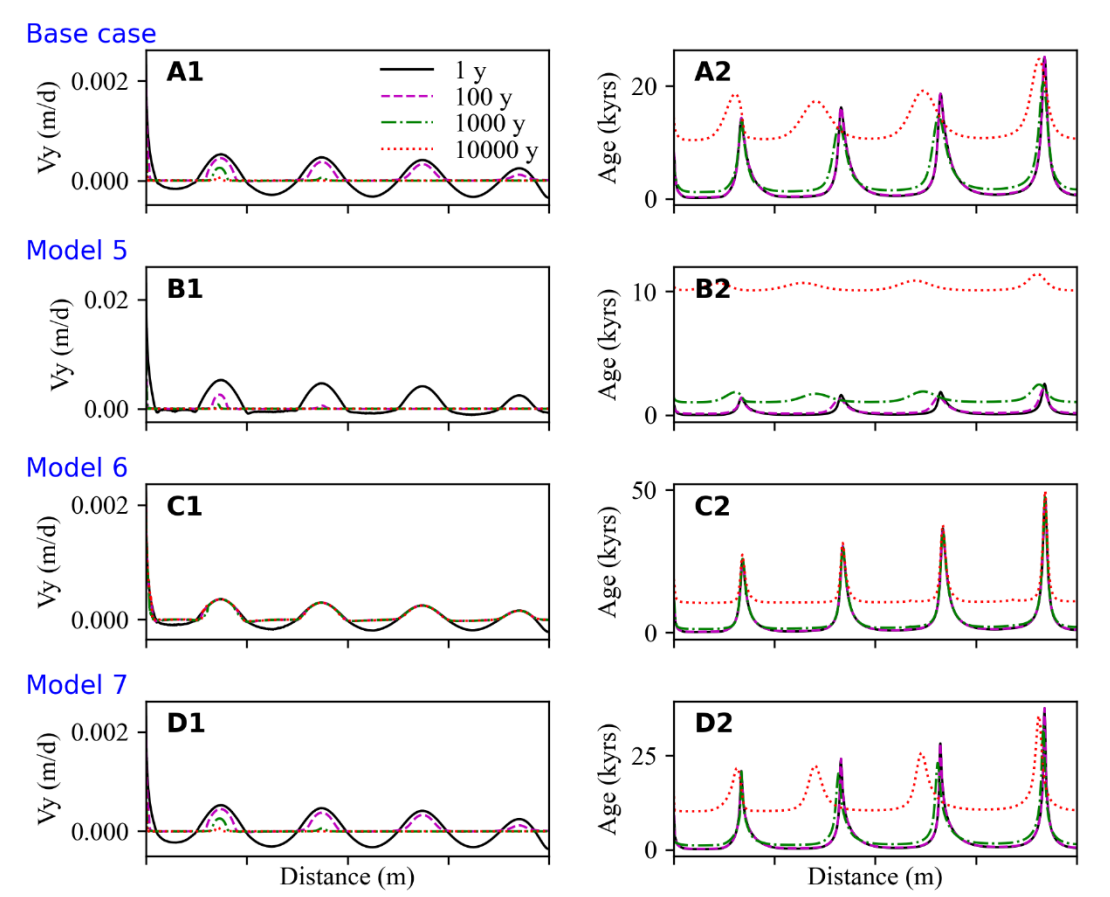 Base case
Vy (m/d)
0.002
0.000
A1
1 y
100 y
1000 y
10000 y
Age (kyrs)
20
0
A2
Model 5
Vy (m/d)
0.02
0.00
B1
Age (kyrs)
10
0
B2
Model 6
Vy (m/d)
0.002
0.000
C1
Age (kyrs)
50
0
C2
Model 7
Vy (m/d)
0.002
0.000
D1
Distance (m)
Age (kyrs)
25
0
D2
Distance (m)